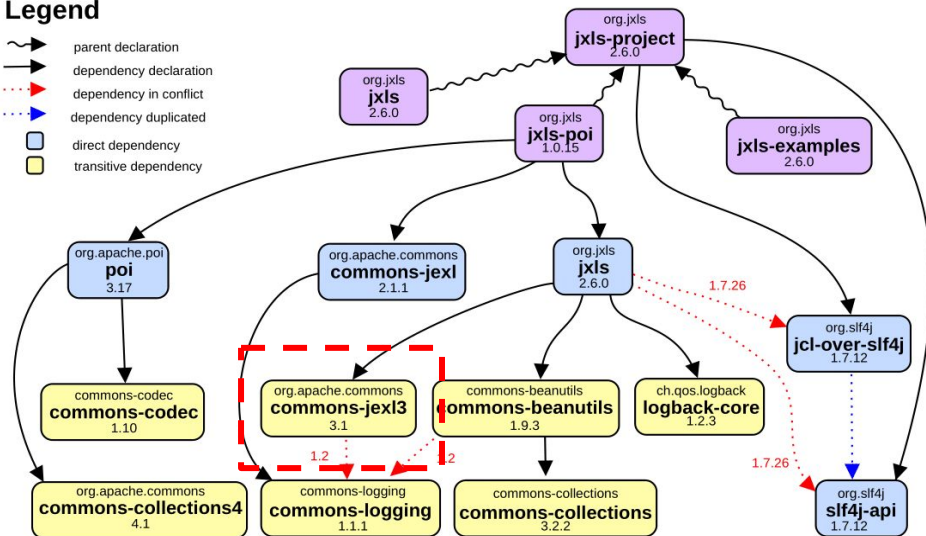 Legend
parent declaration
dependency declaration
dependency in conflict
dependency duplicated
direct dependency
transitive dependency
org.jxls
jxls-project
2.6.0
org.jxls
jxls
2.6.0
org.jxls
jxls-poi
1.0.15
org.jxls
jxls-examples
2.6.0
org.apache.poi
poi
3.17
org.apache.commons
commons-jexl
2.1.1
org.jxls
jxls
2.6.0
1.7.26
org.slf4j
jcl-over-slf4j
1.7.12
commons-codec
commons-codec
1.10
org.apache.commons
commons-jexl3
3.1
commons-beanutils
commons-beanutils
1.9.3
ch.qos.logback
logback-core
1.2.3
1.2
1.2
1.7.26
org.apache.commons
commons-collections4
4.1
commons-logging
commons-logging
1.1.1
commons-collections
commons-collections
3.2.2
org.slf4j
slf4j-api
1.7.12